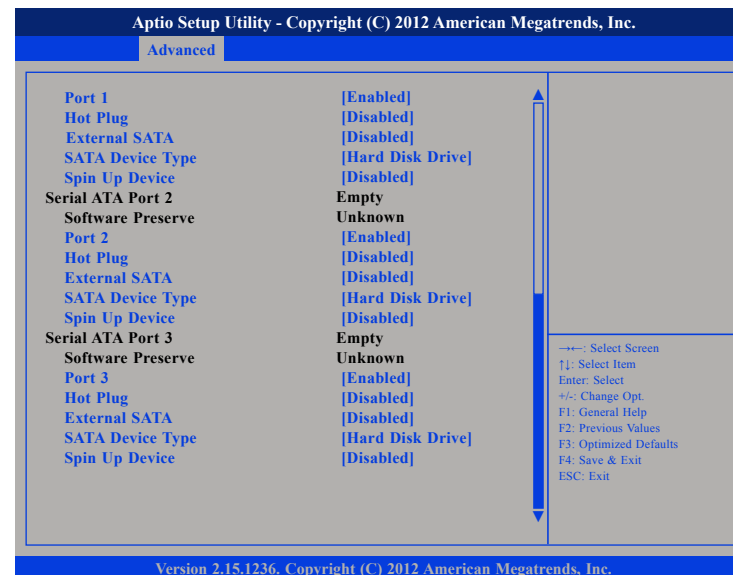 Aptio Setup Utility - Copyright (C) 2012 American Megatrends, Inc.
Advanced
Port 1 [Enabled]
Hot Plug [Disabled]
External SATA [Disabled]
SATA Device Type [Hard Disk Drive]
Spin Up Device [Disabled]
Serial ATA Port 2 Empty
Software Preserve Unknown
Port 2 [Enabled]
Hot Plug [Disabled]
External SATA [Disabled]
SATA Device Type [Hard Disk Drive]
Spin Up Device [Disabled]
Serial ATA Port 3 Empty
Software Preserve Unknown
Port 3 [Enabled]
Hot Plug [Disabled]
External SATA [Disabled]
SATA Device Type [Hard Disk Drive]
Spin Up Device [Disabled]
→←: Select Screen
↑↓: Select Item
Enter: Select
+/-: Change Opt.
F1: General Help
F2: Previous Values
F3: Optimized Defaults
F4: Save & Exit
ESC: Exit
Version 2.15.1236. Copyright (C) 2012 American Megatrends, Inc.